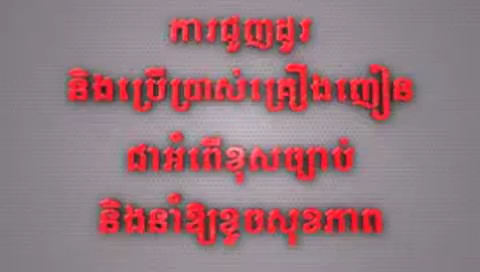 ការជួញដូរ
និងប្រើប្រាស់គ្រឿងញៀន
ជាអំពើខុសច្បាប់
និងនាំឱ្យខូចសុខភាព